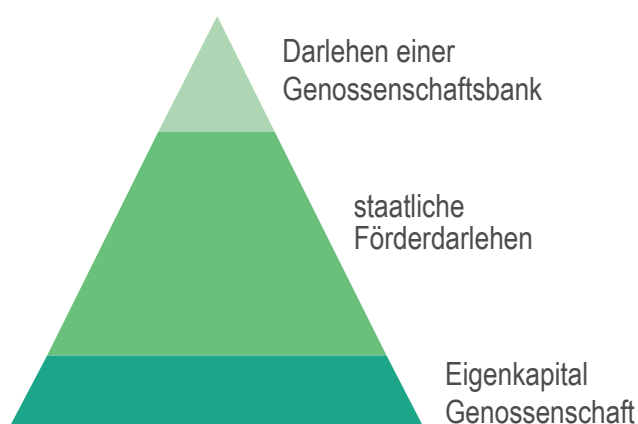 Darlehen einer
Genossenschaftsbank
staatliche
Förderdarlehen
Eigenkapital
Genossenschaft